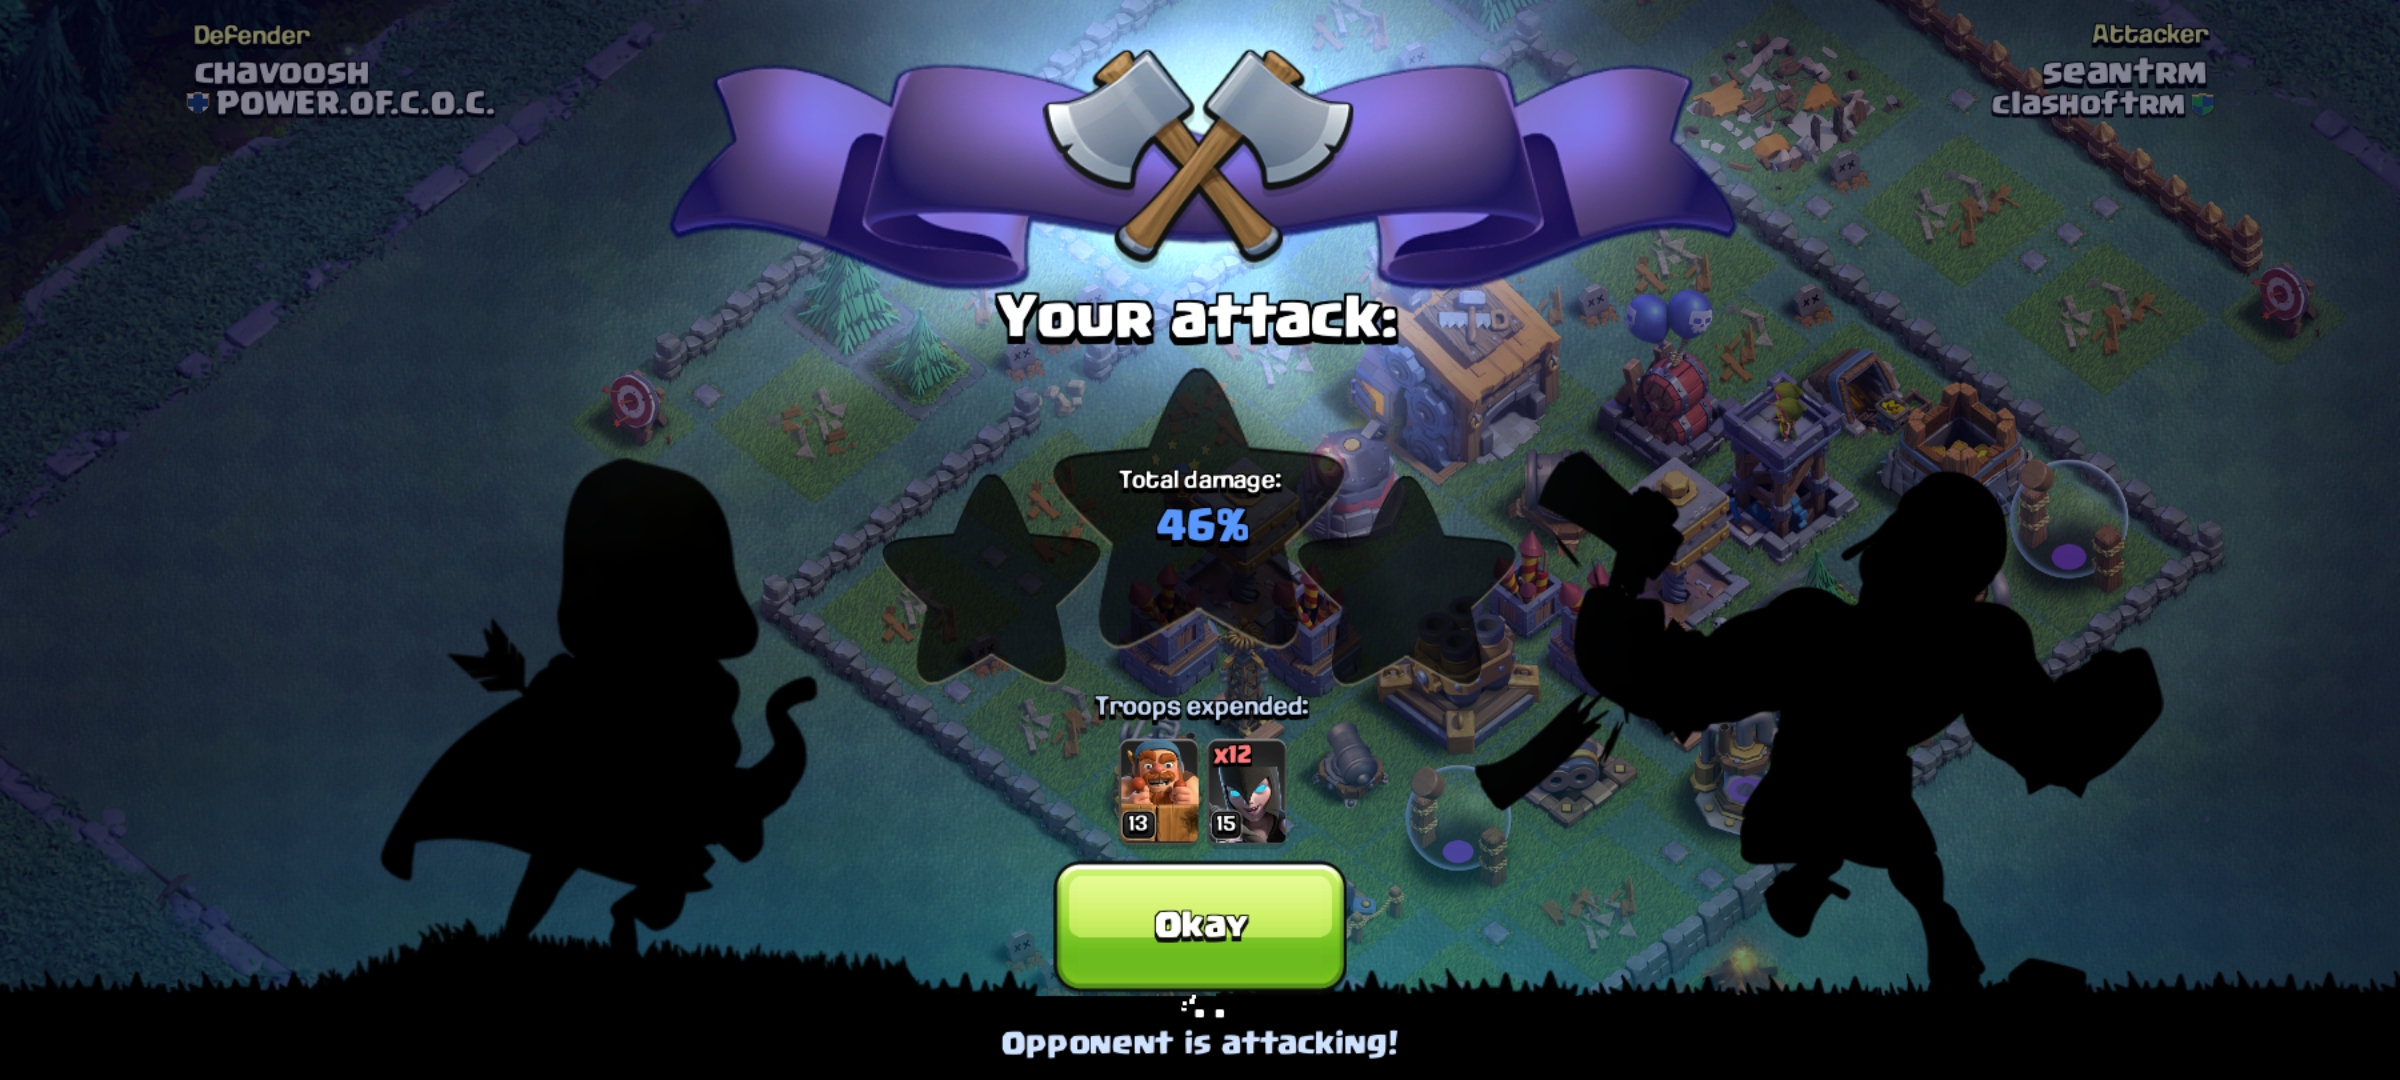 Defender
CHAVOOSH
POWER.OF.C.O.C.
Attacker
seantRM
clashoftRM
Your attack:
Total damage:
46%
Troops expended:
x12
13
15
Okay
Opponent is attacking!